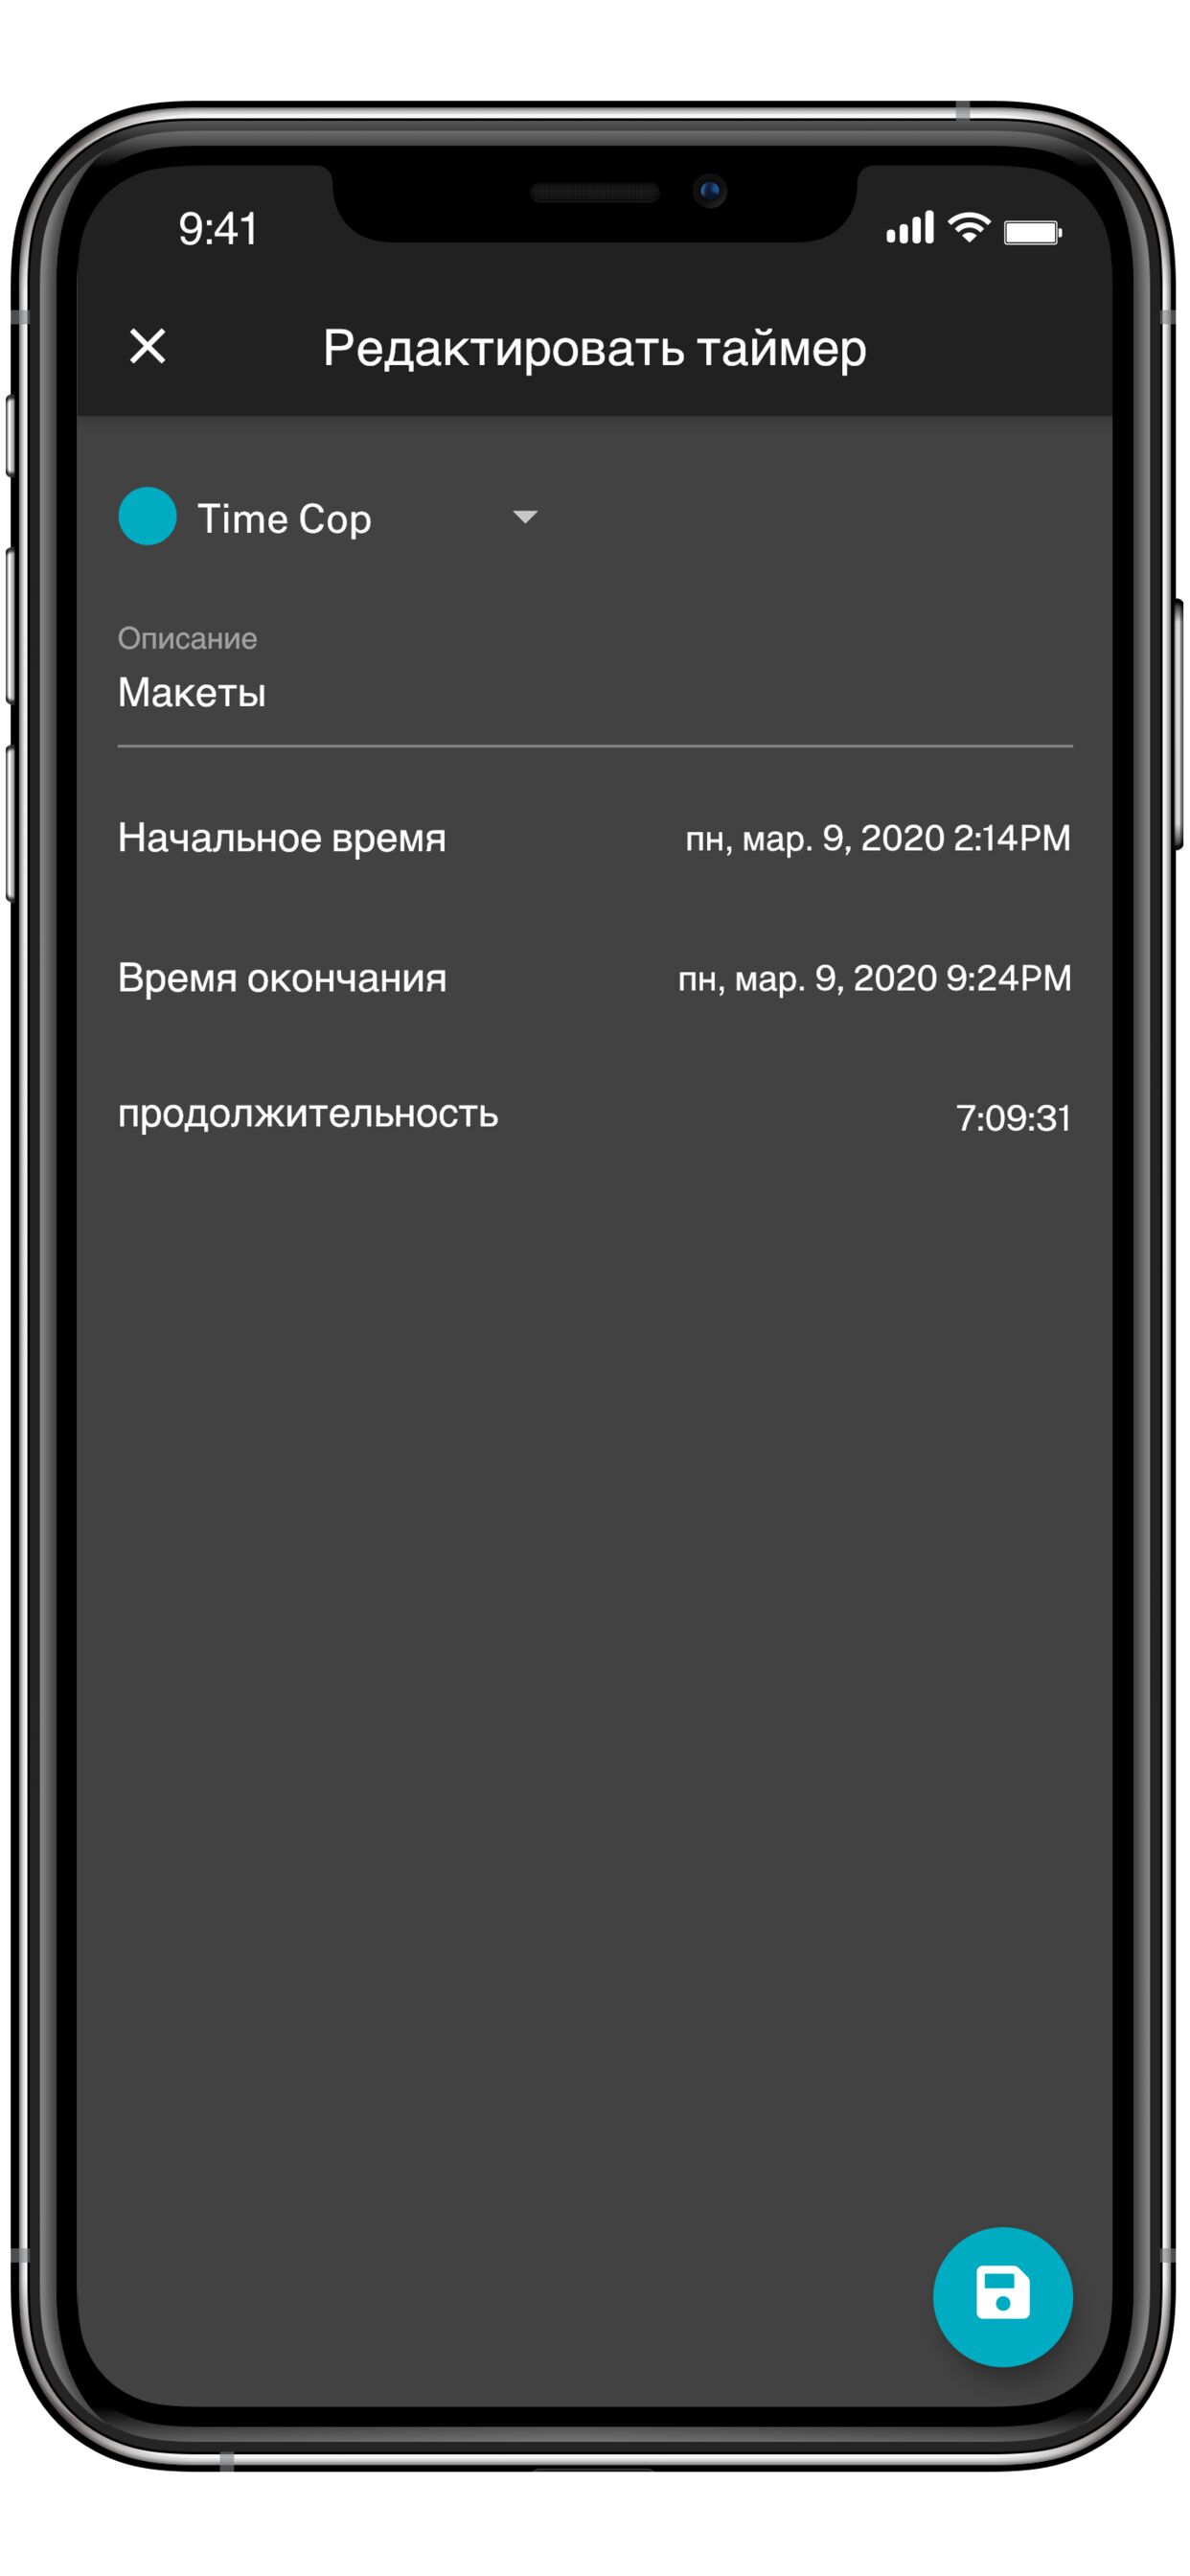 9:41
Редактировать таймер
Time Cop
Описание
Макеты
Начальное время пн, мар. 9, 2020 2:14PM
Время окончания пн, мар. 9, 2020 9:24PM
продолжительность 7:09:31